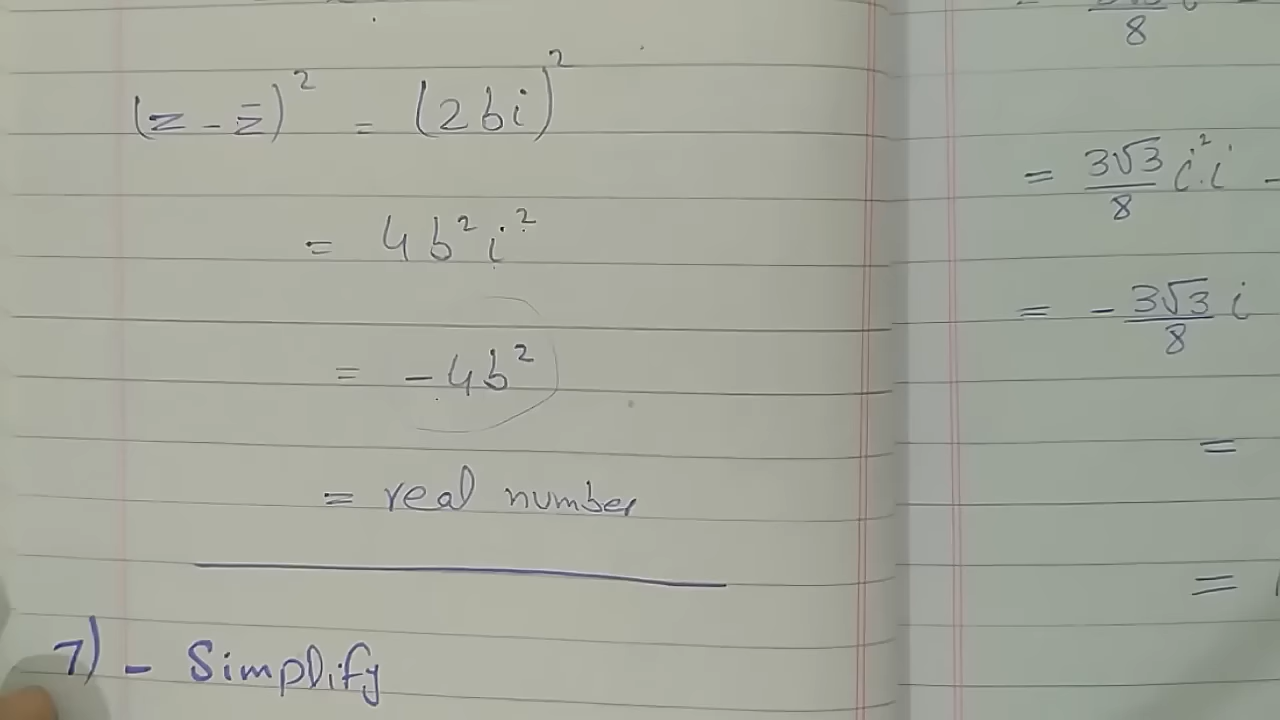 (z - z̄)² = (2bi)²
= 4b²i²
= -4b²
= real number
7) - Simplify
8
= 3√3/8 i².i -
= - 3√3/8 i
=
=